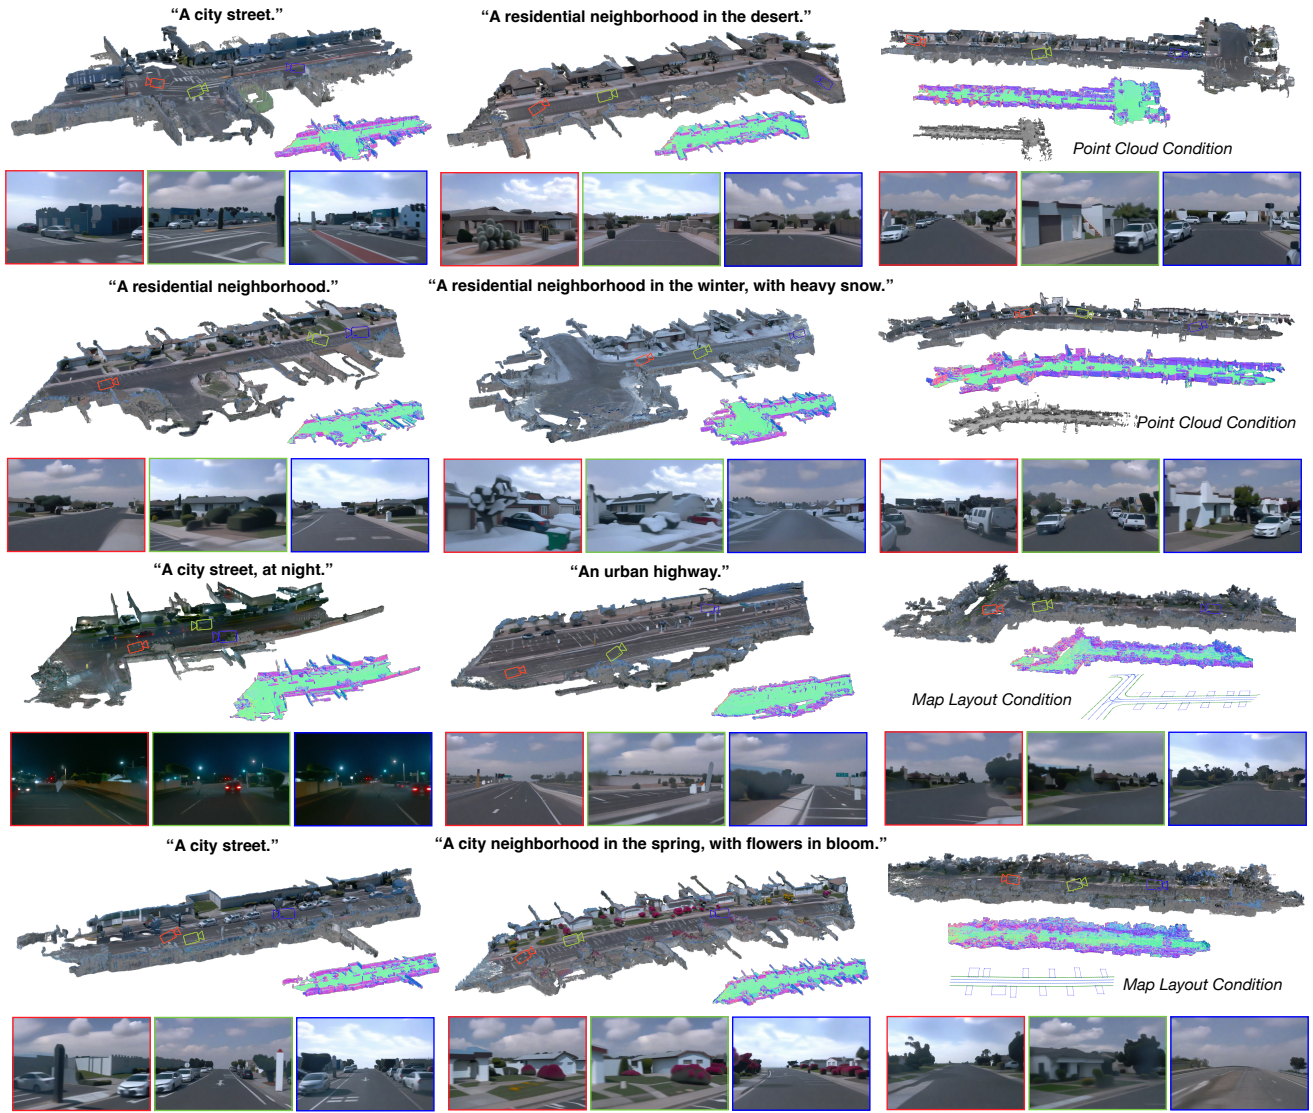 “A city street.”
“A residential neighborhood in the desert.”
Point Cloud Condition
“A residential neighborhood.”
“A residential neighborhood in the winter, with heavy snow.”
Point Cloud Condition
“A city street, at night.”
“An urban highway.”
Map Layout Condition
“A city street.”
“A city neighborhood in the spring, with flowers in bloom.”
Map Layout Condition